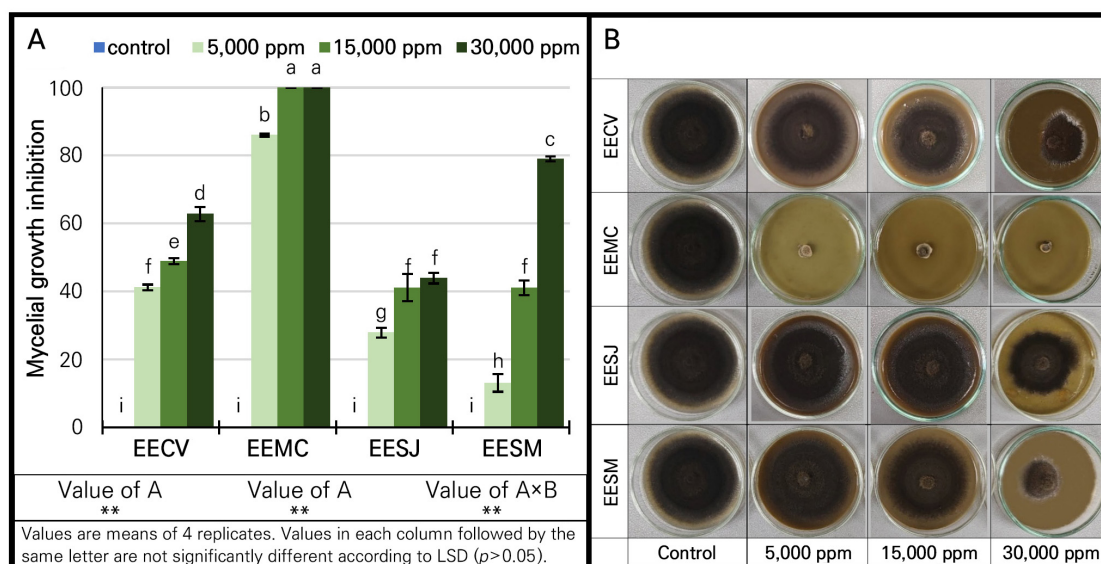 A
control 5,000 ppm 15,000 ppm 30,000 ppm
Mycelial growth inhibition
100
80
60
40
20
0
i f e d
i b a a
i g f f
i h f c
EECV EEMC EESJ EESM
Value of A Value of A Value of A×B
** ** **
Values are means of 4 replicates. Values in each column followed by the
same letter are not significantly different according to LSD (p>0.05).
B
EECV
EEMC
EESJ
EESM
Control 5,000 ppm 15,000 ppm 30,000 ppm